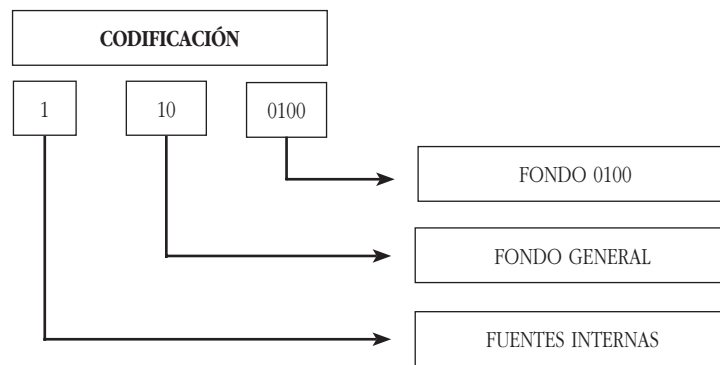 CODIFICACIÓN
1 10 0100
FONDO 0100
FONDO GENERAL
FUENTES INTERNAS